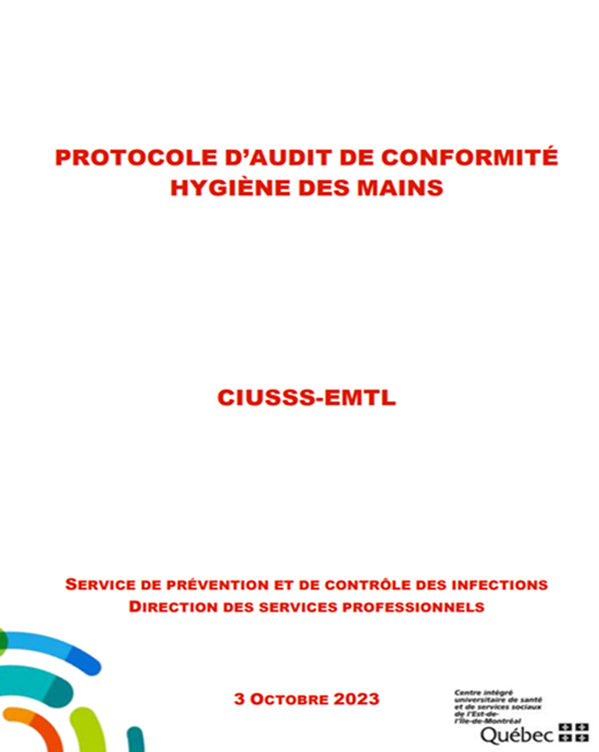 PROTOCOLE D'AUDIT DE CONFORMITÉ
HYGIÈNE DES MAINS
CIUSSS-EMTL
SERVICE DE PRÉVENTION ET DE CONTRÔLE DES INFECTIONS
DIRECTION DES SERVICES PROFESSIONNELS
3 OCTOBRE 2023
Centre intégré
universitaire de santé
et de services sociaux
de l'Est-de-
l'Île-de-Montréal
Québec